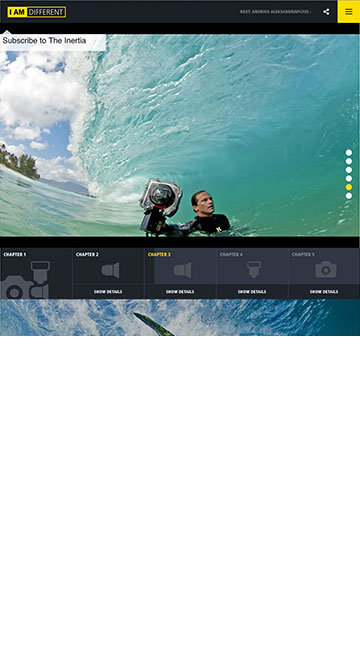 I AM DIFFERENT
NEXT: ANDRIUS ALEKSANDRAVICIUS ›
Subscribe to The Inertia
CHAPTER 1
CHAPTER 2
CHAPTER 3
CHAPTER 4
CHAPTER 5
SHOW DETAILS
SHOW DETAILS
SHOW DETAILS
SHOW DETAILS